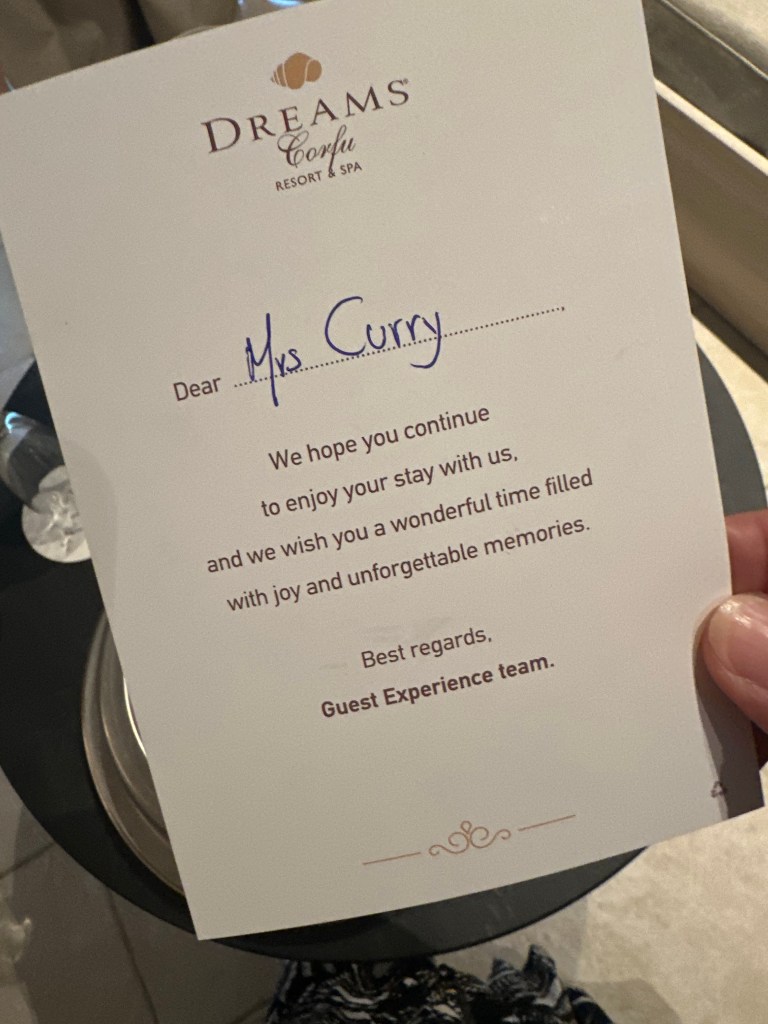 DREAMS®
Corfu
RESORT & SPA
Dear Mrs Curry.
We hope you continue
to enjoy your stay with us,
and we wish you a wonderful time filled
with joy and unforgettable memories.
Best regards,
Guest Experience team.